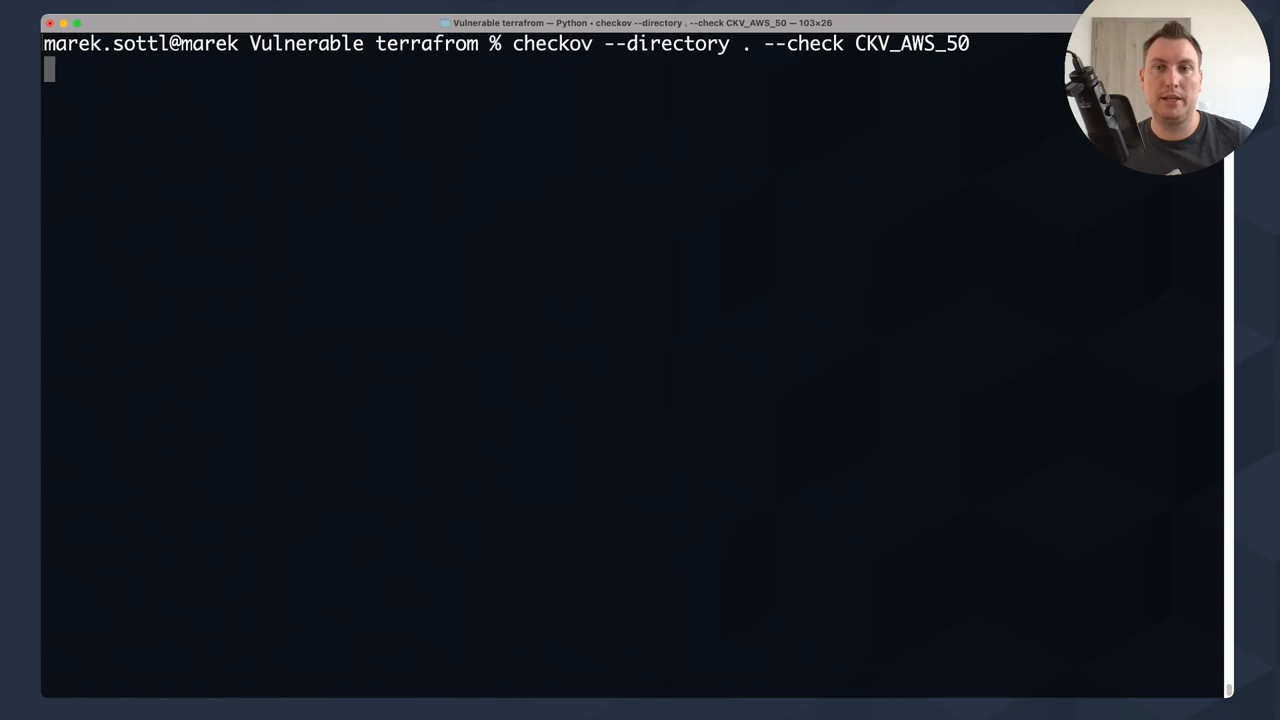 Vulnerable terrafrom — Python • checkov --directory . --check CKV_AWS_50 — 103×26
marek.sottl@marek Vulnerable terrafrom % checkov --directory . --check CKV_AWS_50